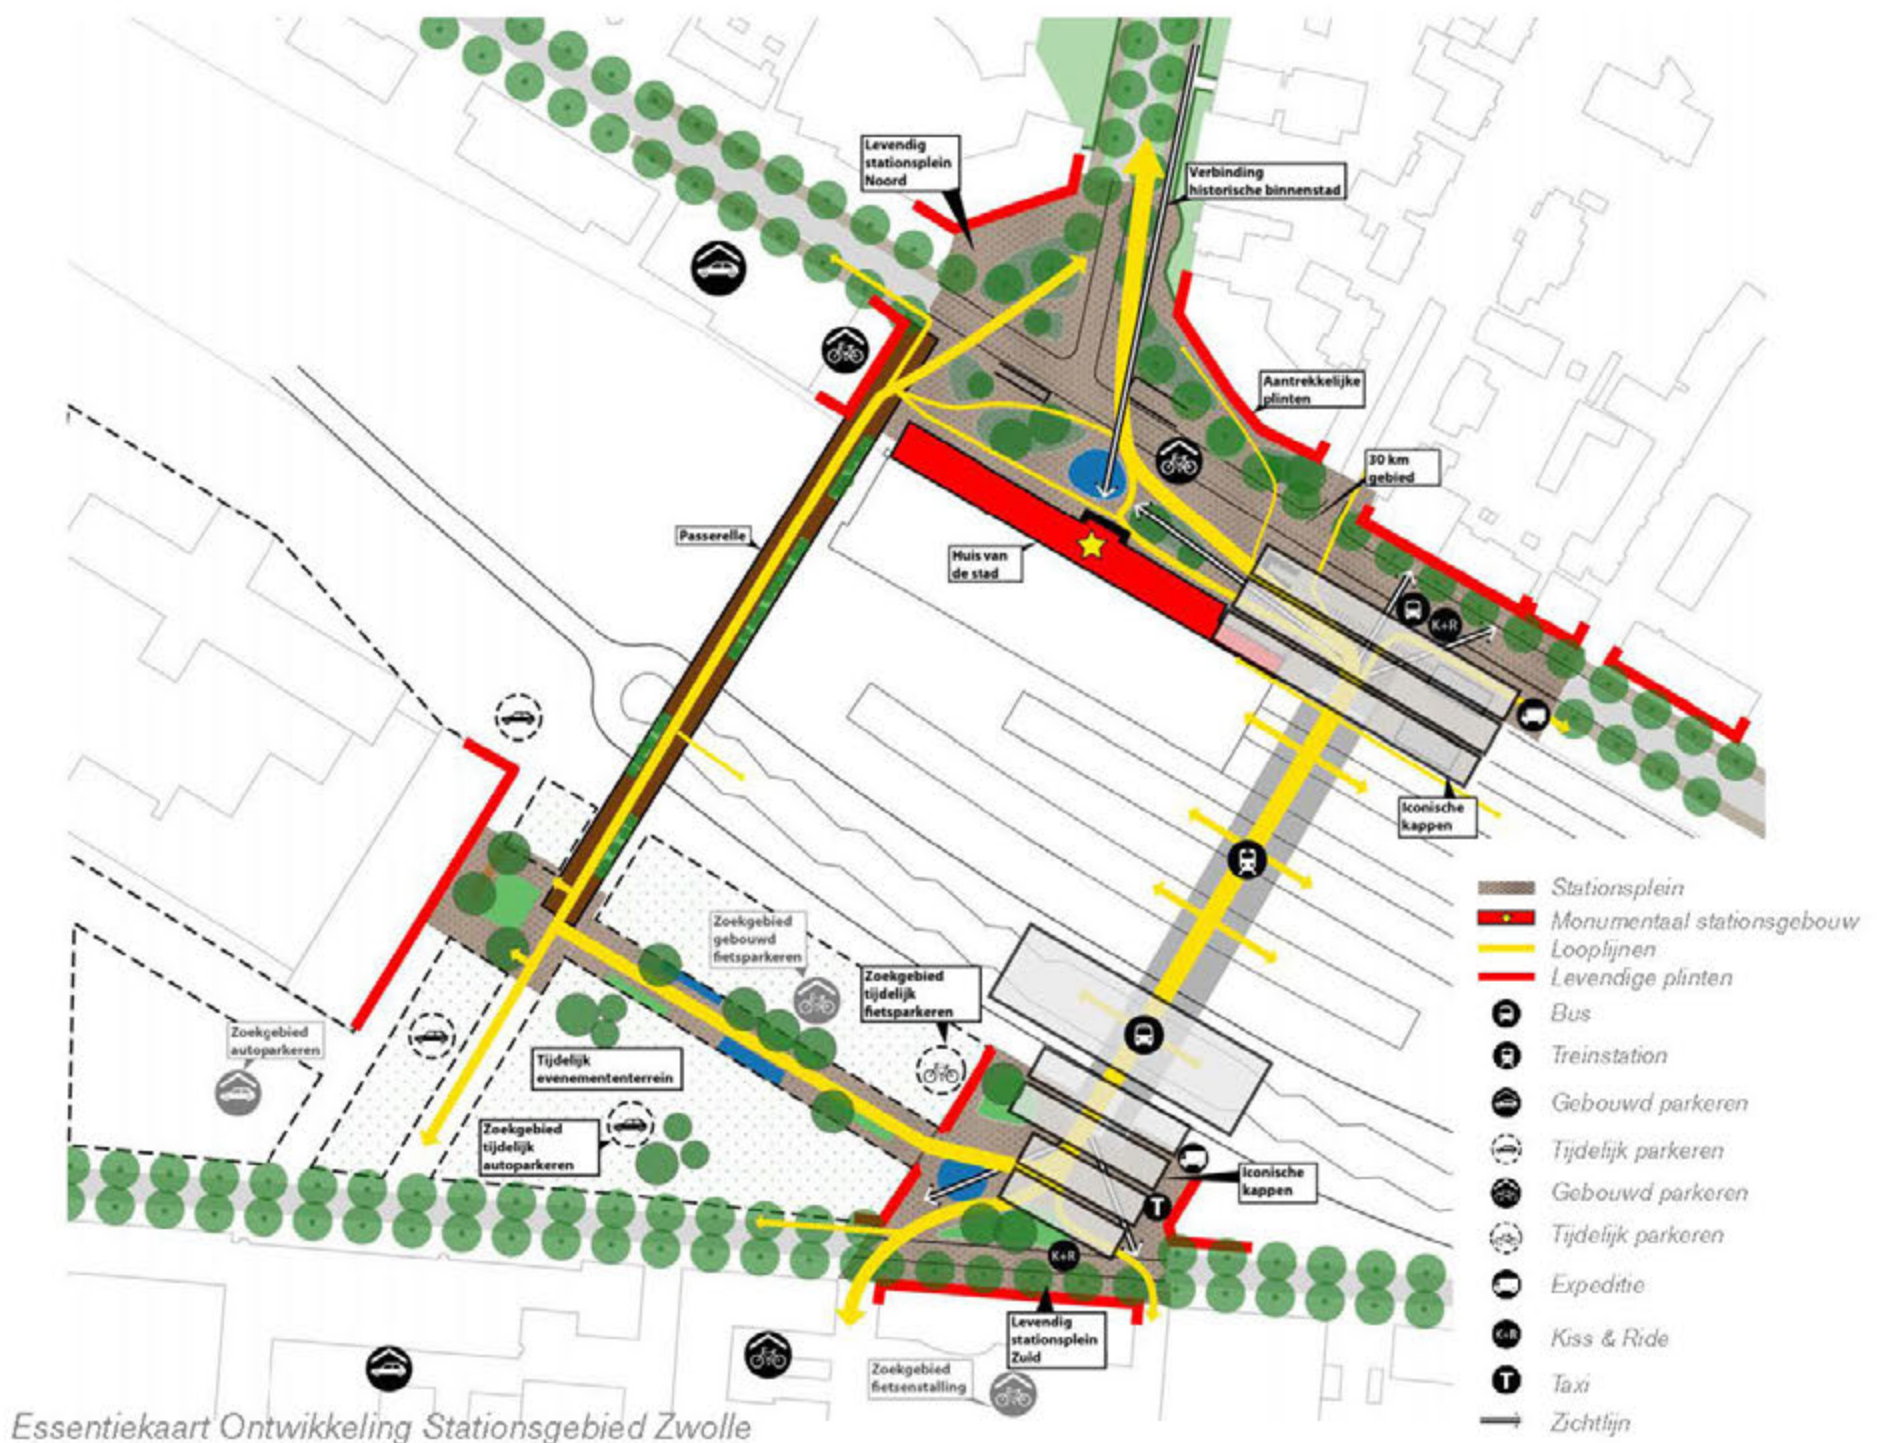 Levendig
stationsplein
Noord
Verbinding
historische binnenstad
Aantrekkelijke
plinten
30 km
gebied
Passerelle
Huis van
de stad
K+R
Iconische
kappen
Zoekgebied
gebouwd
fietsparkeren
Zoekgebied
tijdelijk
fietsparkeren
Zoekgebied
autoparkeren
Tijdelijk
evenemententerrein
Zoekgebied
tijdelijk
autoparkeren
Iconische
kappen
T
K+R
Levendig
stationsplein
Zuid
Zoekgebied
fietsenstalling
Stationsplein
Monumentaal stationsgebouw
Looplijnen
Levendige plinten
Bus
Treinstation
Gebouwd parkeren
Tijdelijk parkeren
Gebouwd parkeren
Tijdelijk parkeren
Expeditie
K+R Kiss & Ride
T Taxi
Zichtlijn
Essentiekaart Ontwikkeling Stationsgebied Zwolle